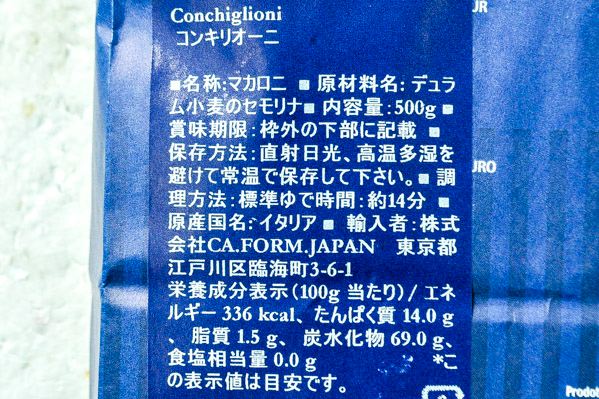 Conchiglioni
コンキリオーニ
■名称:マカロニ ■ 原材料名: デュラ
ム小麦のセモリナ■ 内容量:500g■
賞味期限:枠外の下部に記載 ■
保存方法:直射日光、高温多湿を
避けて常温で保存して下さい。■ 調
理方法:標準ゆで時間:約14分 ■
原産国名:イタリア ■ 輸入者:株式
会社CA.FORM.JAPAN 東京都
江戸川区臨海町3-6-1
栄養成分表示(100g 当たり) / エネ
ルギー 336 kcal、たんぱく質 14.0 g
、脂質 1.5 g、炭水化物 69.0 g、
食塩相当量 0.0 g *こ
の表示値は目安です。
URO
Prodot